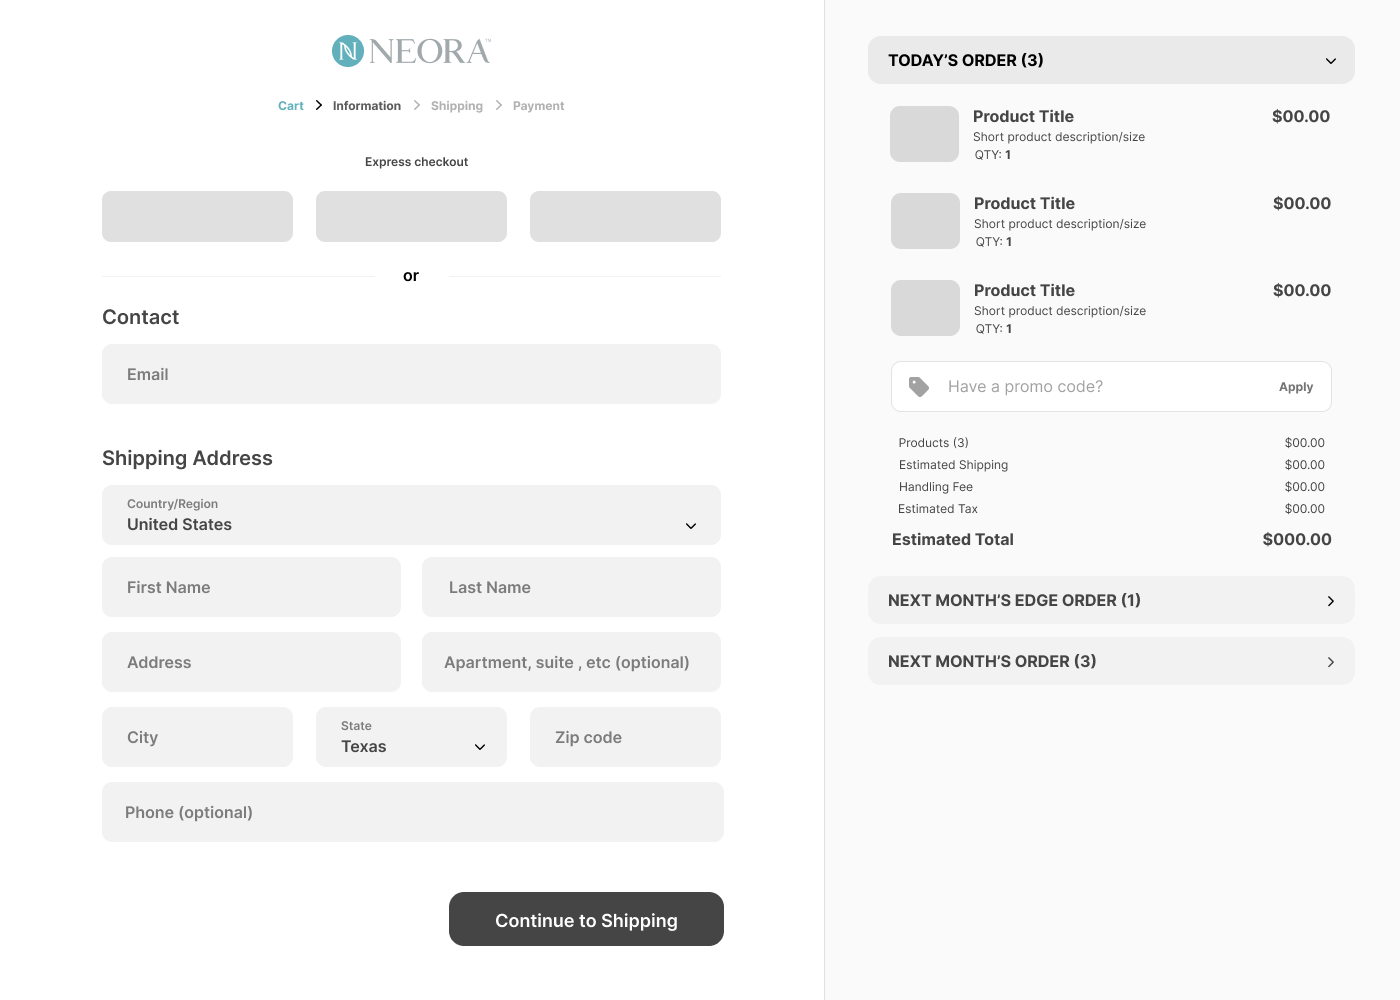 NEORA™
Cart > Information > Shipping > Payment
Express checkout
or
Contact
Email
Shipping Address
Country/Region
United States
First Name
Last Name
Address
Apartment, suite , etc (optional)
City
State
Texas
Zip code
Phone (optional)
Continue to Shipping
TODAY’S ORDER (3)
Product Title $00.00
Short product description/size
QTY: 1
Product Title $00.00
Short product description/size
QTY: 1
Product Title $00.00
Short product description/size
QTY: 1
Have a promo code? Apply
Products (3) $00.00
Estimated Shipping $00.00
Handling Fee $00.00
Estimated Tax $00.00
Estimated Total $000.00
NEXT MONTH’S EDGE ORDER (1)
NEXT MONTH’S ORDER (3)